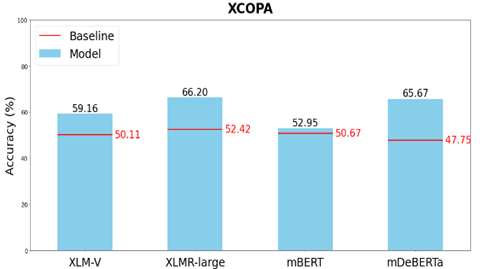 XCOPA
Baseline
Model
Accuracy (%)
100
80
60
40
20
0
59.16
50.11
66.20
52.42
52.95
50.67
65.67
47.75
XLM-V
XLMR-large
mBERT
mDeBERTa